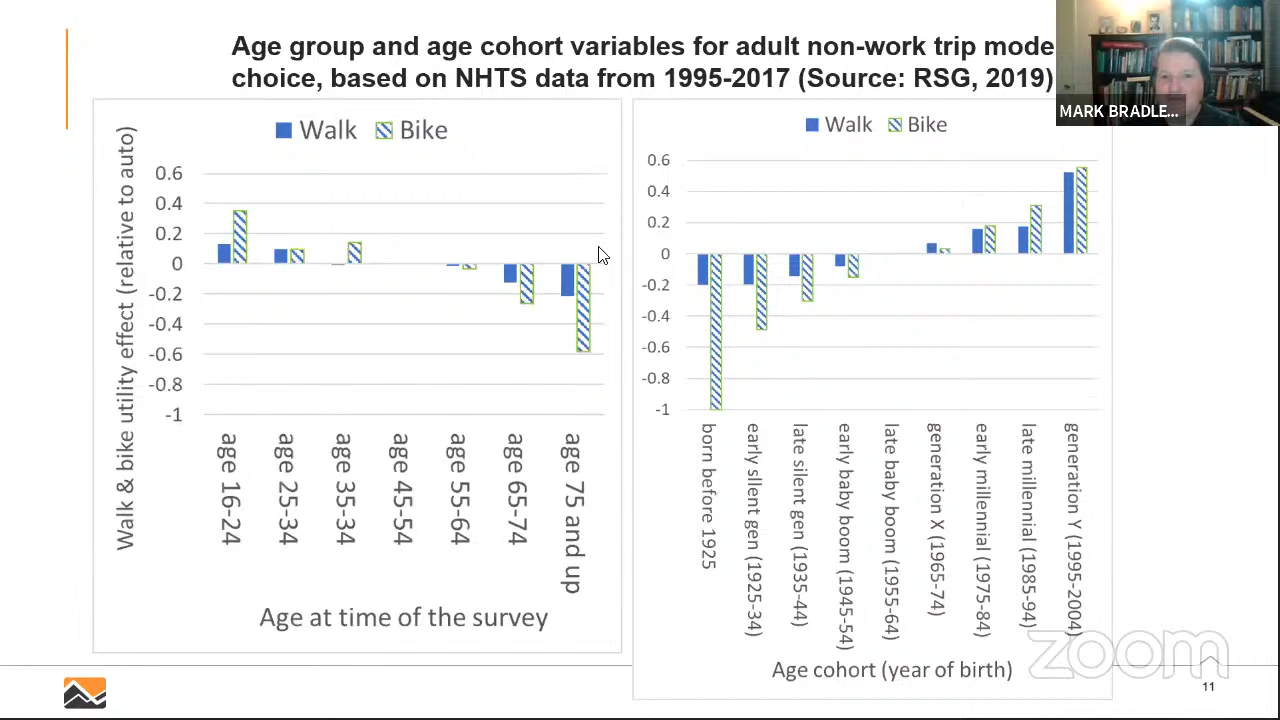 Age group and age cohort variables for adult non-work trip mode
choice, based on NHTS data from 1995-2017 (Source: RSG, 2019)
MARK BRADLE...
Walk Bike
Walk & bike utility effect (relative to auto)
0.6
0.4
0.2
0
-0.2
-0.4
-0.6
-0.8
-1
age 16-24
age 25-34
age 35-34
age 45-54
age 55-64
age 65-74
age 75 and up
Age at time of the survey
Walk Bike
0.6
0.4
0.2
0
-0.2
-0.4
-0.6
-0.8
-1
born before 1925
early sIlent gen (1925-34)
late silent gen (1935-44)
early baby boom (1945-54)
late baby boom (1955-64)
generation X (1965-74)
early millennial (1975-84)
late millennial (1985-94)
generation Y (1995-2004)
Age cohort (year of birth)
zoom
11